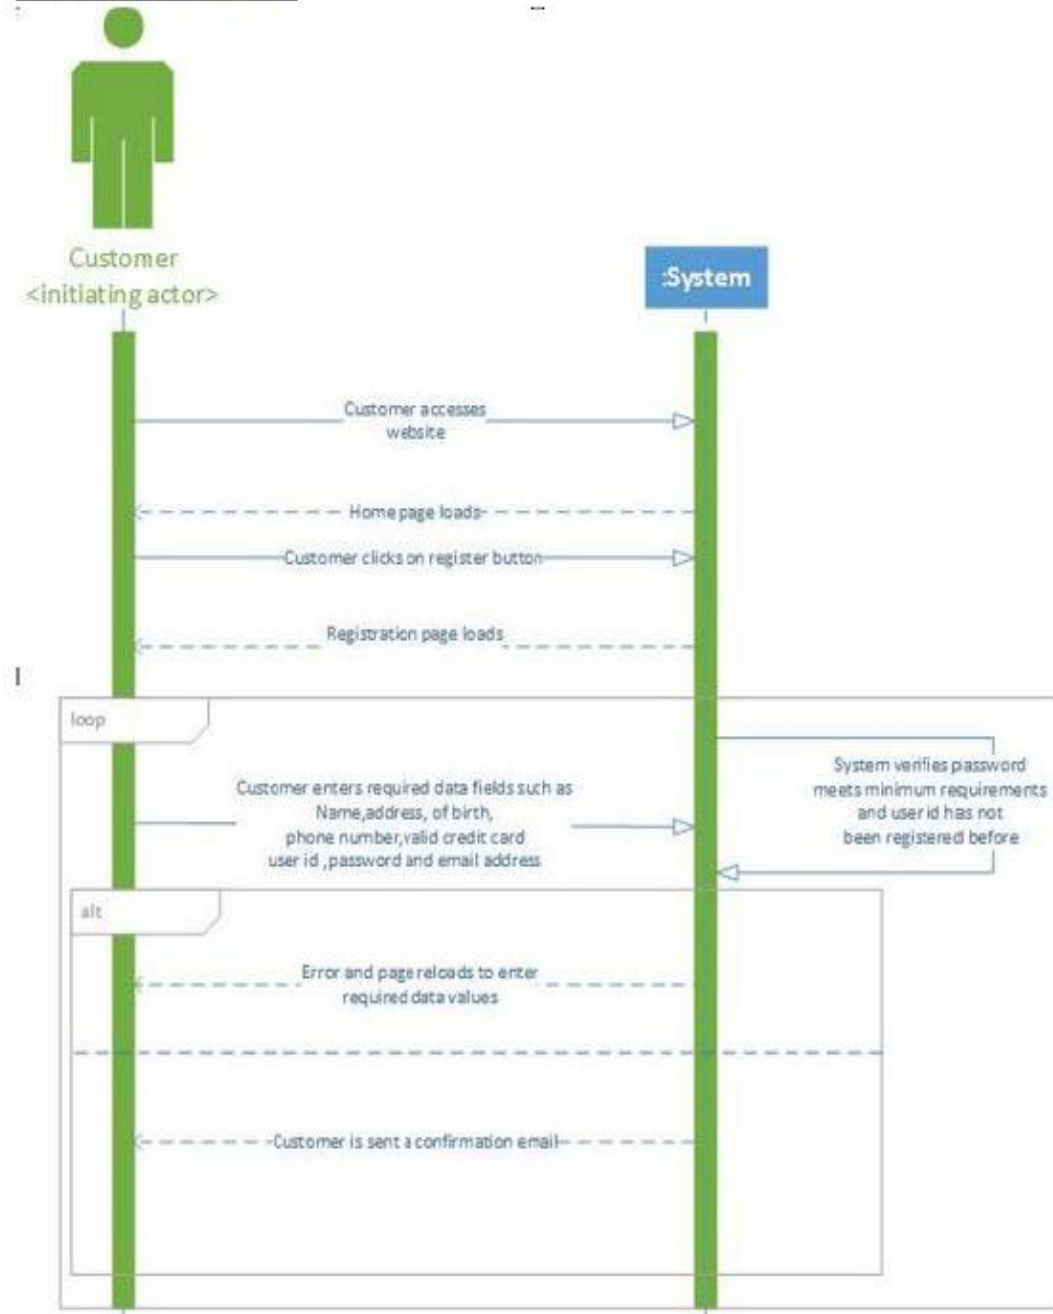 Customer
<initiating actor>
:System
Customer accesses
website
Home page loads
Customer clicks on register button
Registration page loads
loop
System verifies password
meets minimum requirements
and user id has not
been registered before
Customer enters required data fields such as
Name,address, of birth,
phone number,valid credit card
user id ,password and email address
alt
Error and page reloads to enter
required data values
Customer is sent a confirmation email